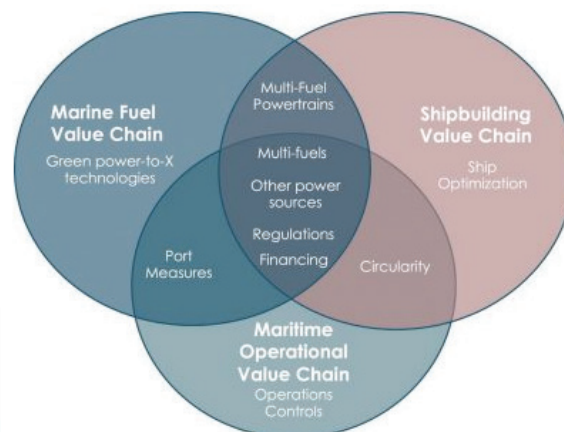 Marine Fuel
Value Chain
Green power-to-X
technologies
Multi-Fuel
Powertrains
Shipbuilding
Value Chain
Ship
Optimization
Multi-fuels
Other power
sources
Regulations
Financing
Port
Measures
Circularity
Maritime
Operational
Value Chain
Operations
Controls